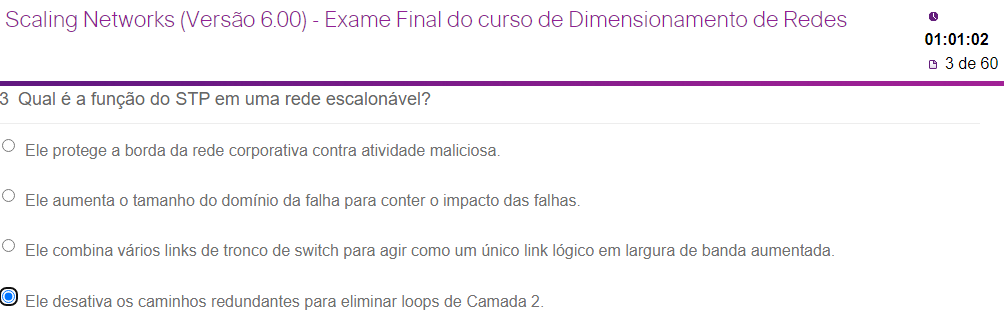 Scaling Networks (Versão 6.00) - Exame Final do curso de Dimensionamento de Redes
01:01:02
3 de 60
3 Qual é a função do STP em uma rede escalonável?
Ele protege a borda da rede corporativa contra atividade maliciosa.
Ele aumenta o tamanho do domínio da falha para conter o impacto das falhas.
Ele combina vários links de tronco de switch para agir como um único link lógico em largura de banda aumentada.
Ele desativa os caminhos redundantes para eliminar loops de Camada 2.